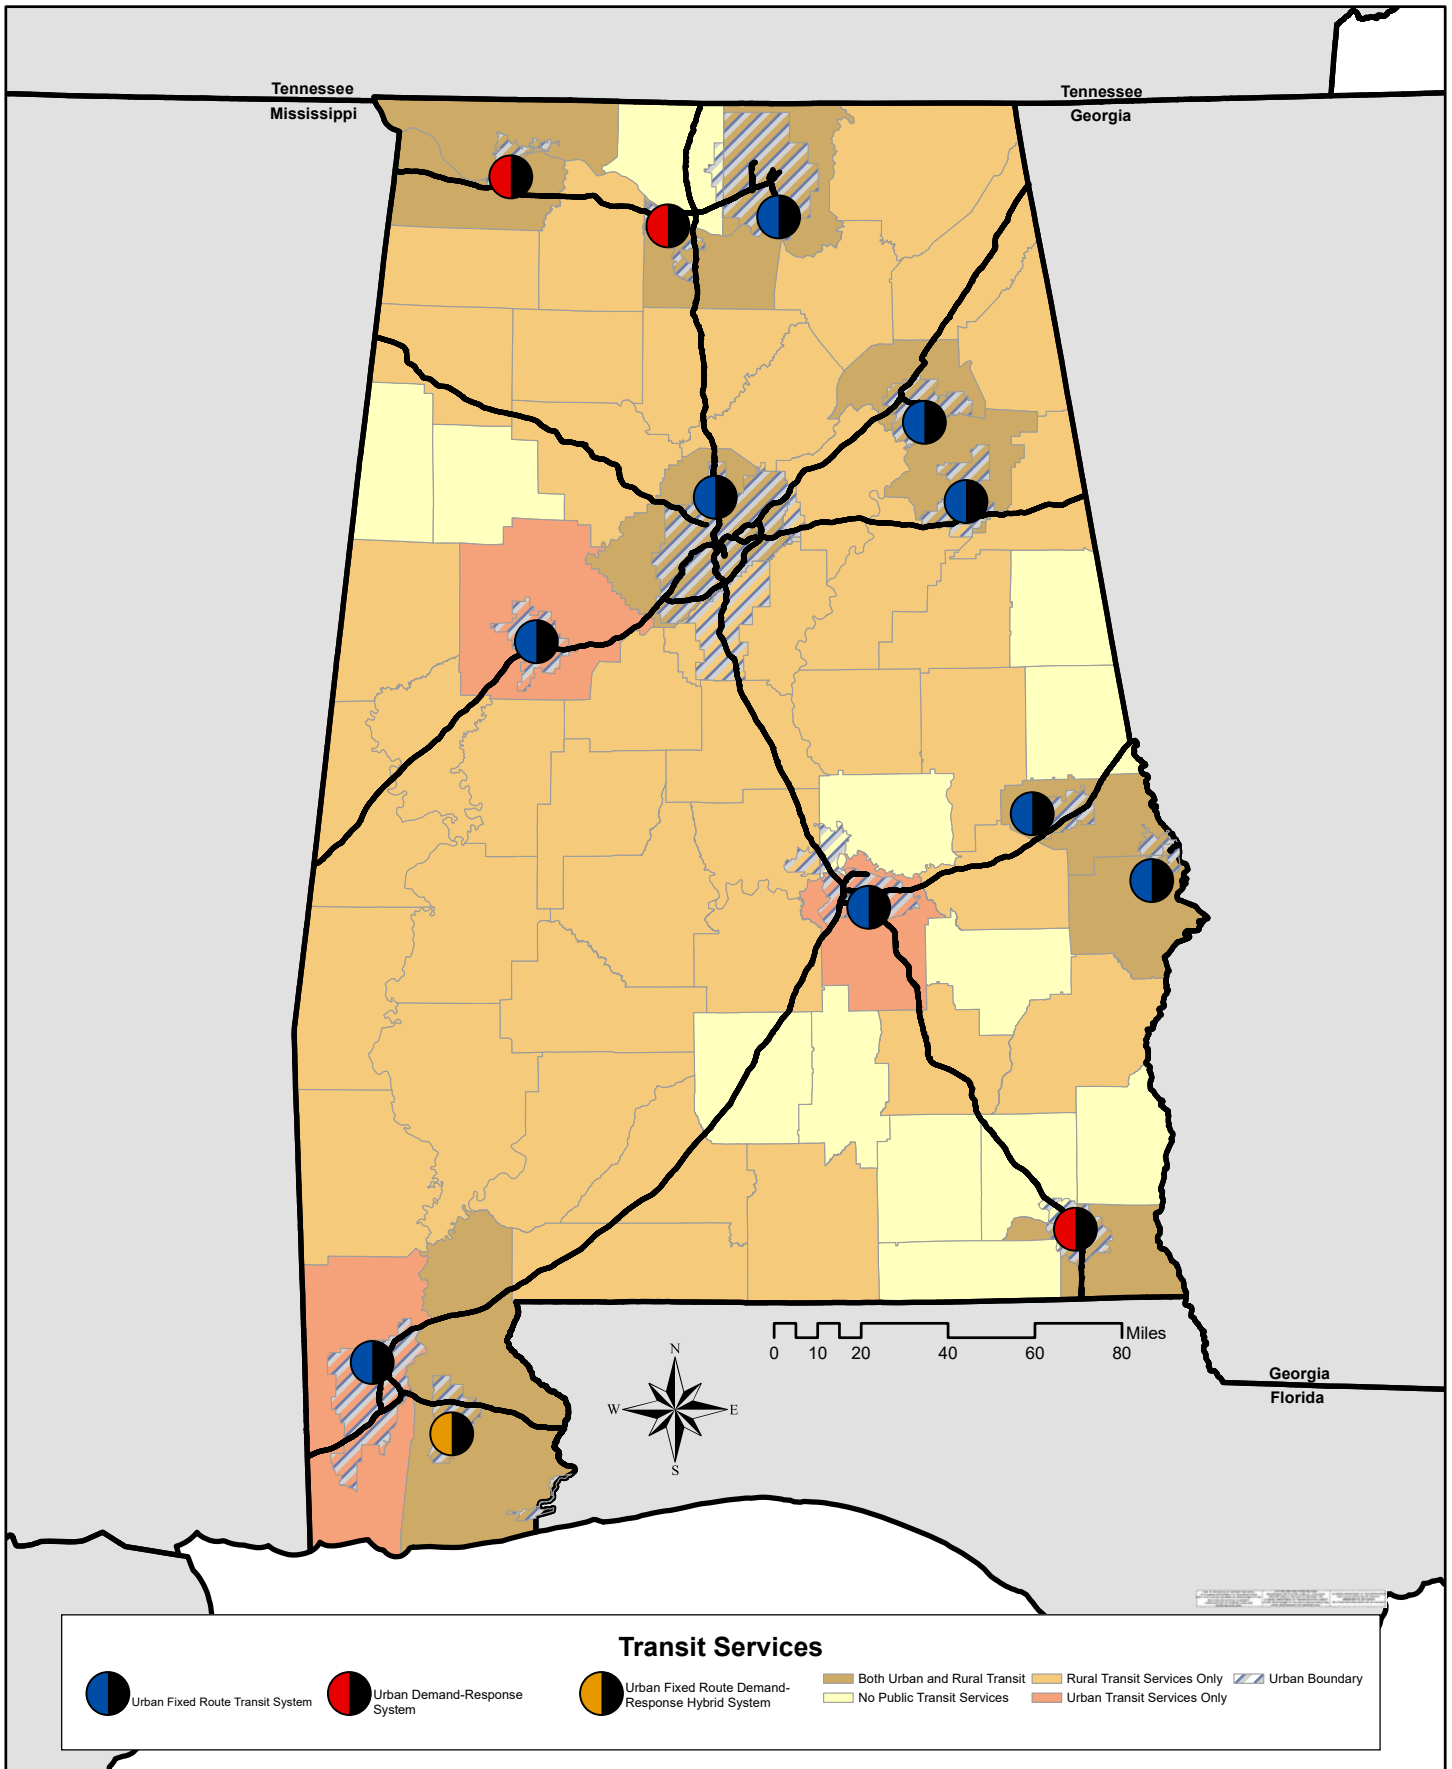 Tennessee
Mississippi
Tennessee
Georgia
Miles
0 10 20 40 60 80
N
W E
S
Georgia
Florida
Transit Services
Urban Fixed Route Transit System
Urban Demand-Response
System
Urban Fixed Route Demand-
Response Hybrid System
Both Urban and Rural Transit
No Public Transit Services
Rural Transit Services Only
Urban Transit Services Only
Urban Boundary